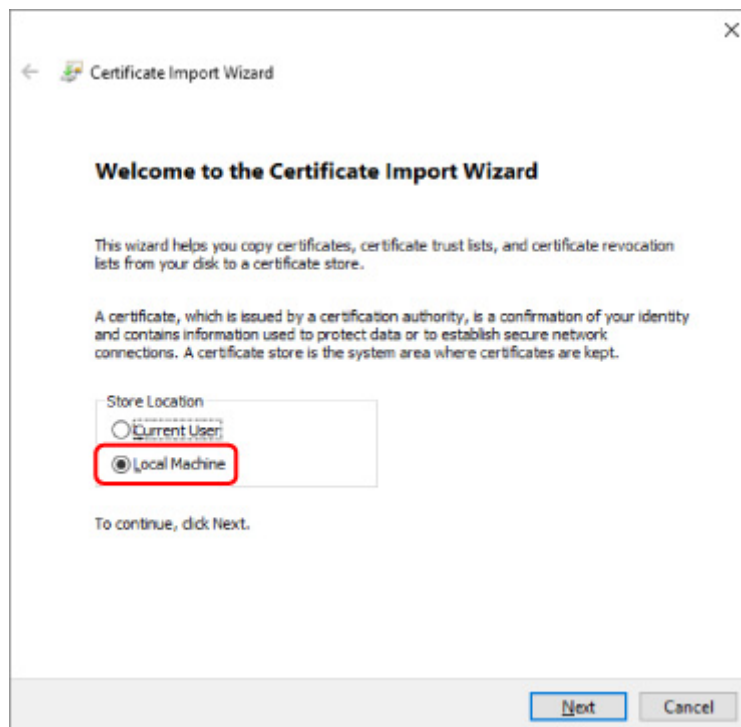 Certificate Import Wizard
Welcome to the Certificate Import Wizard
This wizard helps you copy certificates, certificate trust lists, and certificate revocation
lists from your disk to a certificate store.
A certificate, which is issued by a certification authority, is a confirmation of your identity
and contains information used to protect data or to establish secure network
connections. A certificate store is the system area where certificates are kept.
Store Location
Current User
Local Machine
To continue, click Next.
Next
Cancel